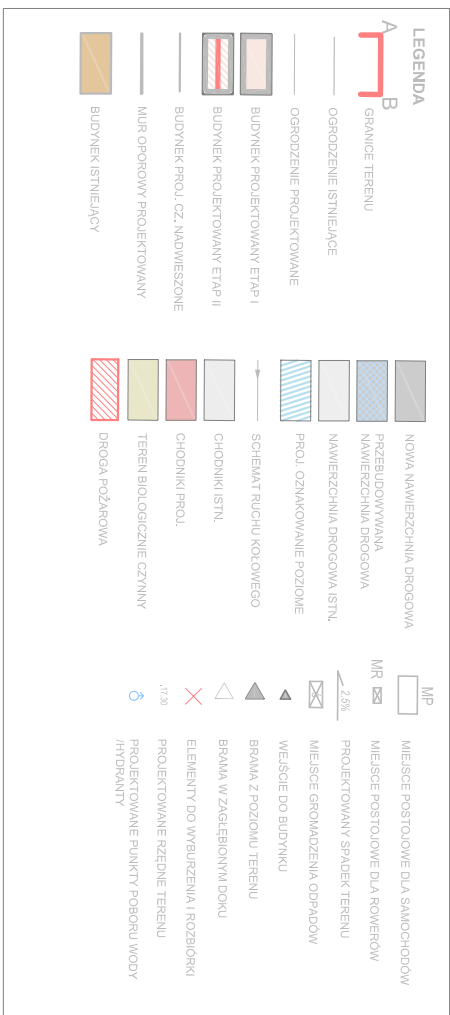 LEGENDA
A
B
GRANICE TERENU
OGRODZENIE ISTNIEJĄCE
OGRODZENIE PROJEKTOWANE
BUDYNEK PROJEKTOWANY ETAP I
BUDYNEK PROJEKTOWANY ETAP II
BUDYNEK PROJ. CZ. NADWIESZONE
MUR OPOROWY PROJEKTOWANY
BUDYNEK ISTNIEJĄCY
NOWA NAWIERZCHNIA DROGOWA
PRZEBUDOWYWANA
NAWIERZCHNIA DROGOWA
NAWIERZCHNIA DROGOWA ISTN.
PROJ. OZNAKOWANIE POZIOME
SCHEMAT RUCHU KOŁOWEGO
CHODNIKI ISTN.
CHODNIKI PROJ.
TEREN BIOLOGICZNIE CZYNNY
DROGA POŻAROWA
MP
MIEJSCE POSTOJOWE DLA SAMOCHODÓW
MR
MIEJSCE POSTOJOWE DLA ROWERÓW
2.5%
PROJEKTOWANY SPADEK TERENU
MIEJSCE GROMADZENIA ODPADÓW
WEJŚCIE DO BUDYNKU
BRAMA Z POZIOMU TERENU
BRAMA W ZAGŁĘBIONYM DOKU
ELEMENTY DO WYBURZENIA I ROZBIÓRKI
.17.30
PROJEKTOWANE RZĘDNE TERENU
PROJEKTOWANE PUNKTY POBORU WODY
/HYDRANTY